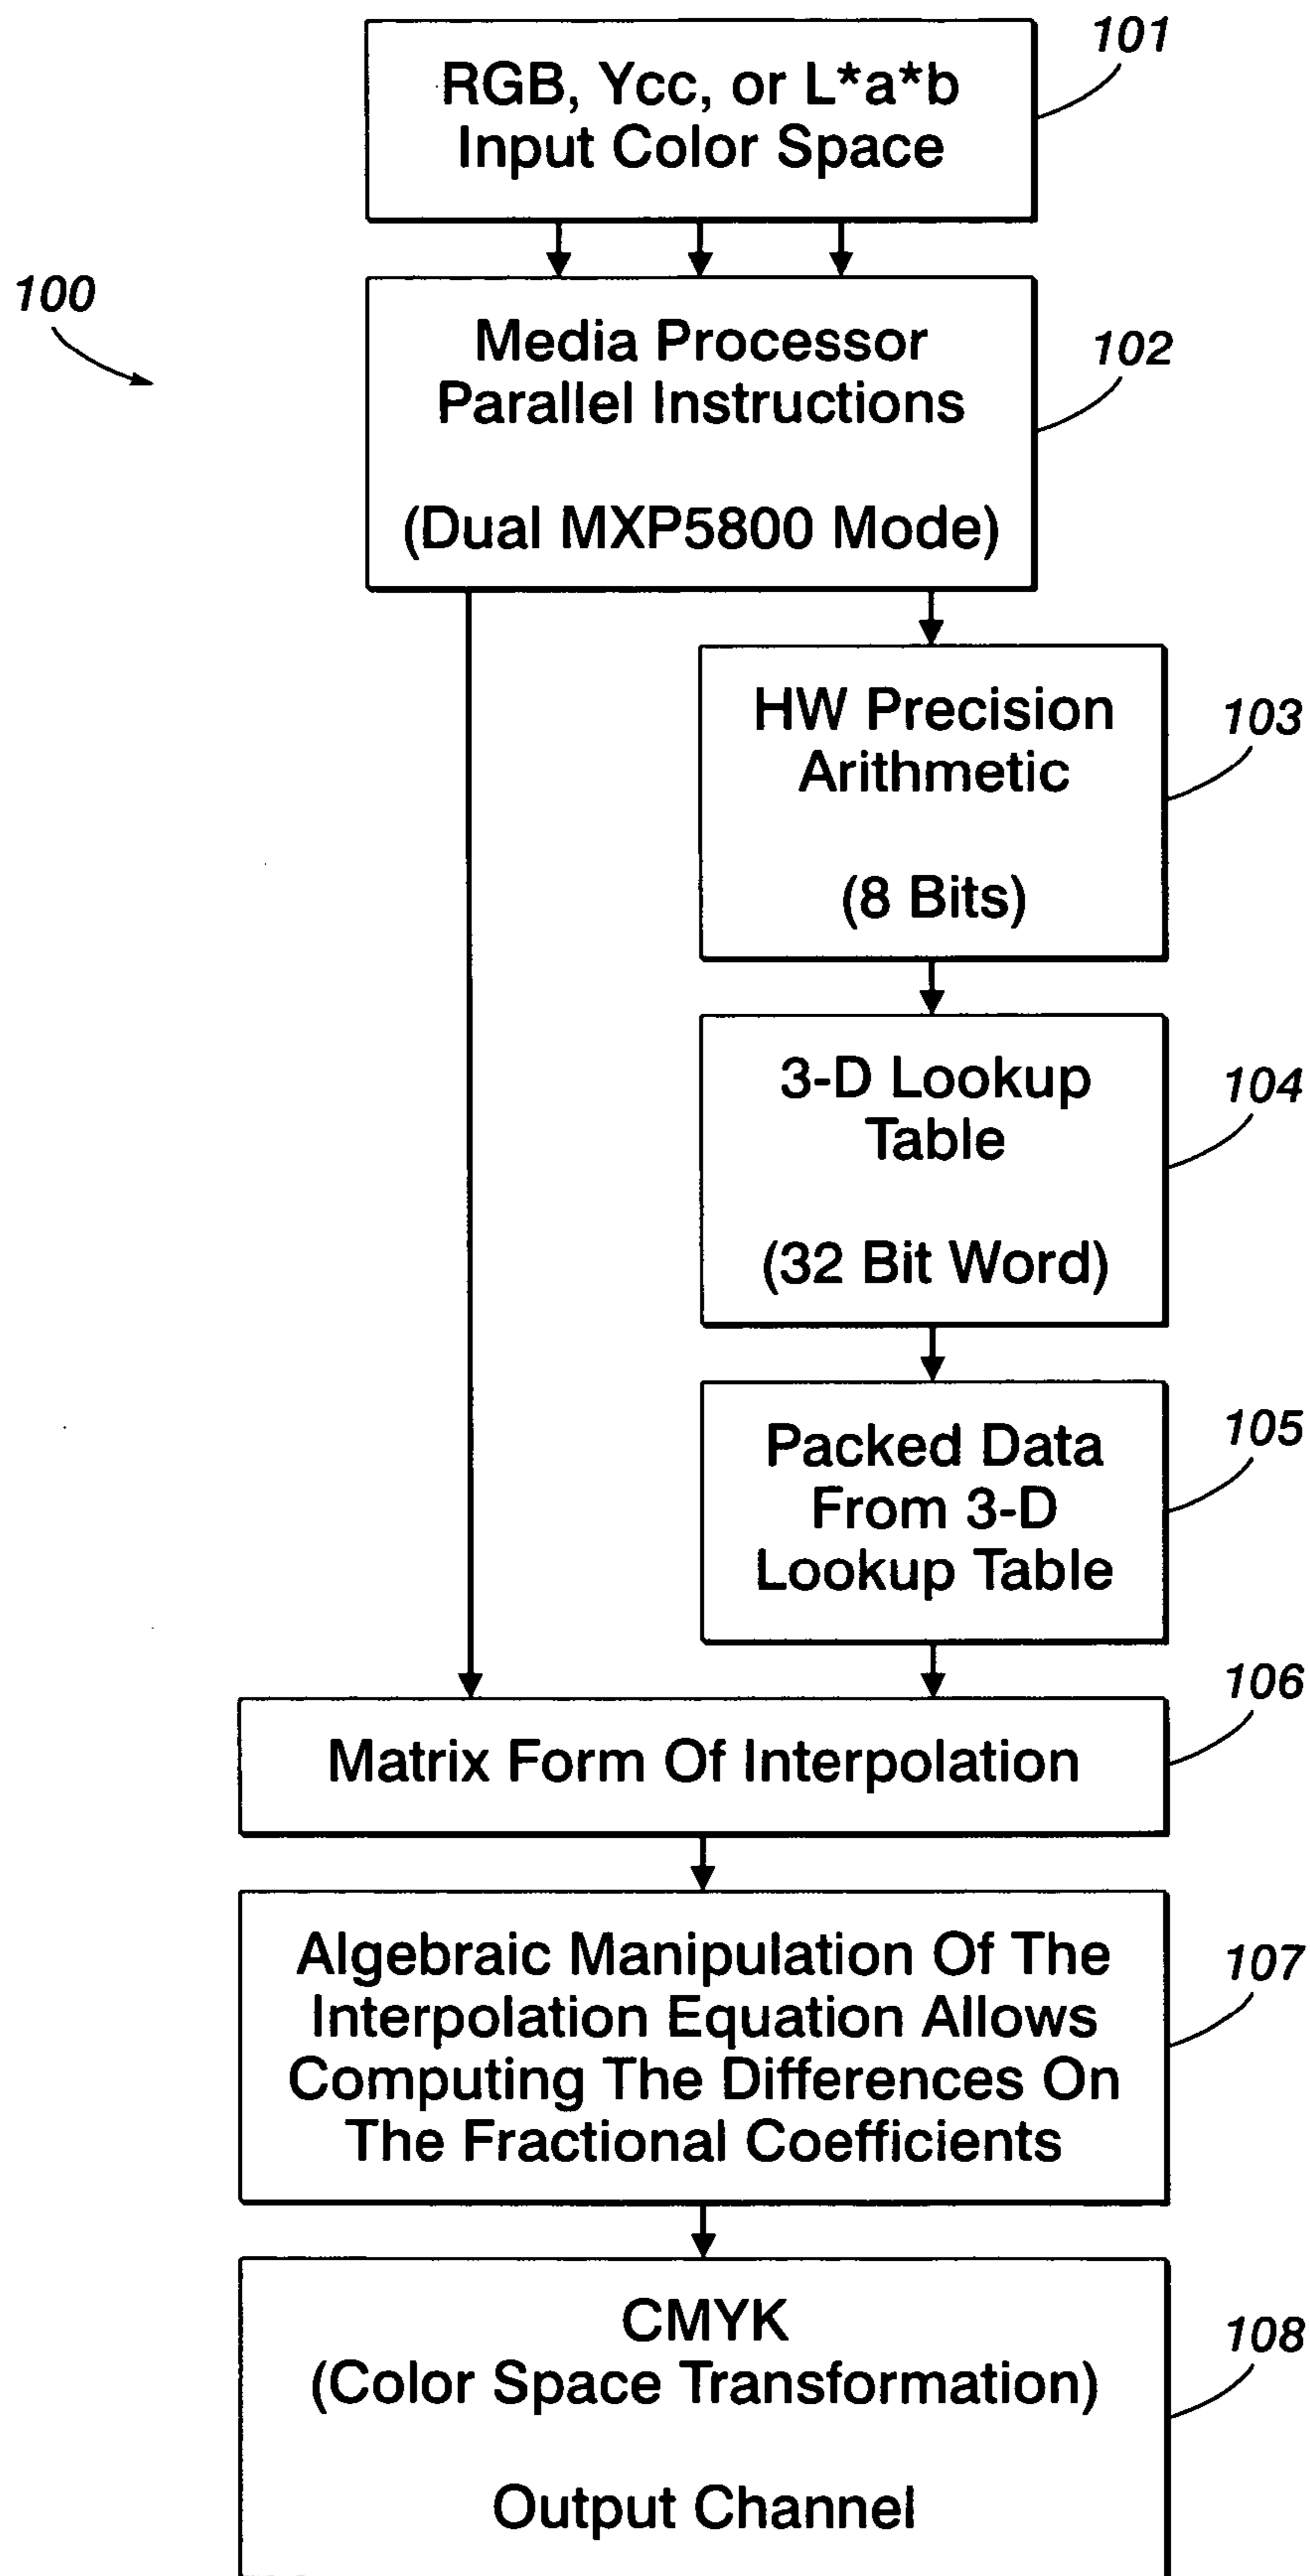 101
RGB, Ycc, or L*a*b
Input Color Space
100
Media Processor
Parallel Instructions
(Dual MXP5800 Mode)
102
HW Precision
Arithmetic
(8 Bits)
103
3-D Lookup
Table
(32 Bit Word)
104
Packed Data
From 3-D
Lookup Table
105
106
Matrix Form Of Interpolation
Algebraic Manipulation Of The
Interpolation Equation Allows
Computing The Differences On
The Fractional Coefficients
107
CMYK
(Color Space Transformation)
Output Channel
108